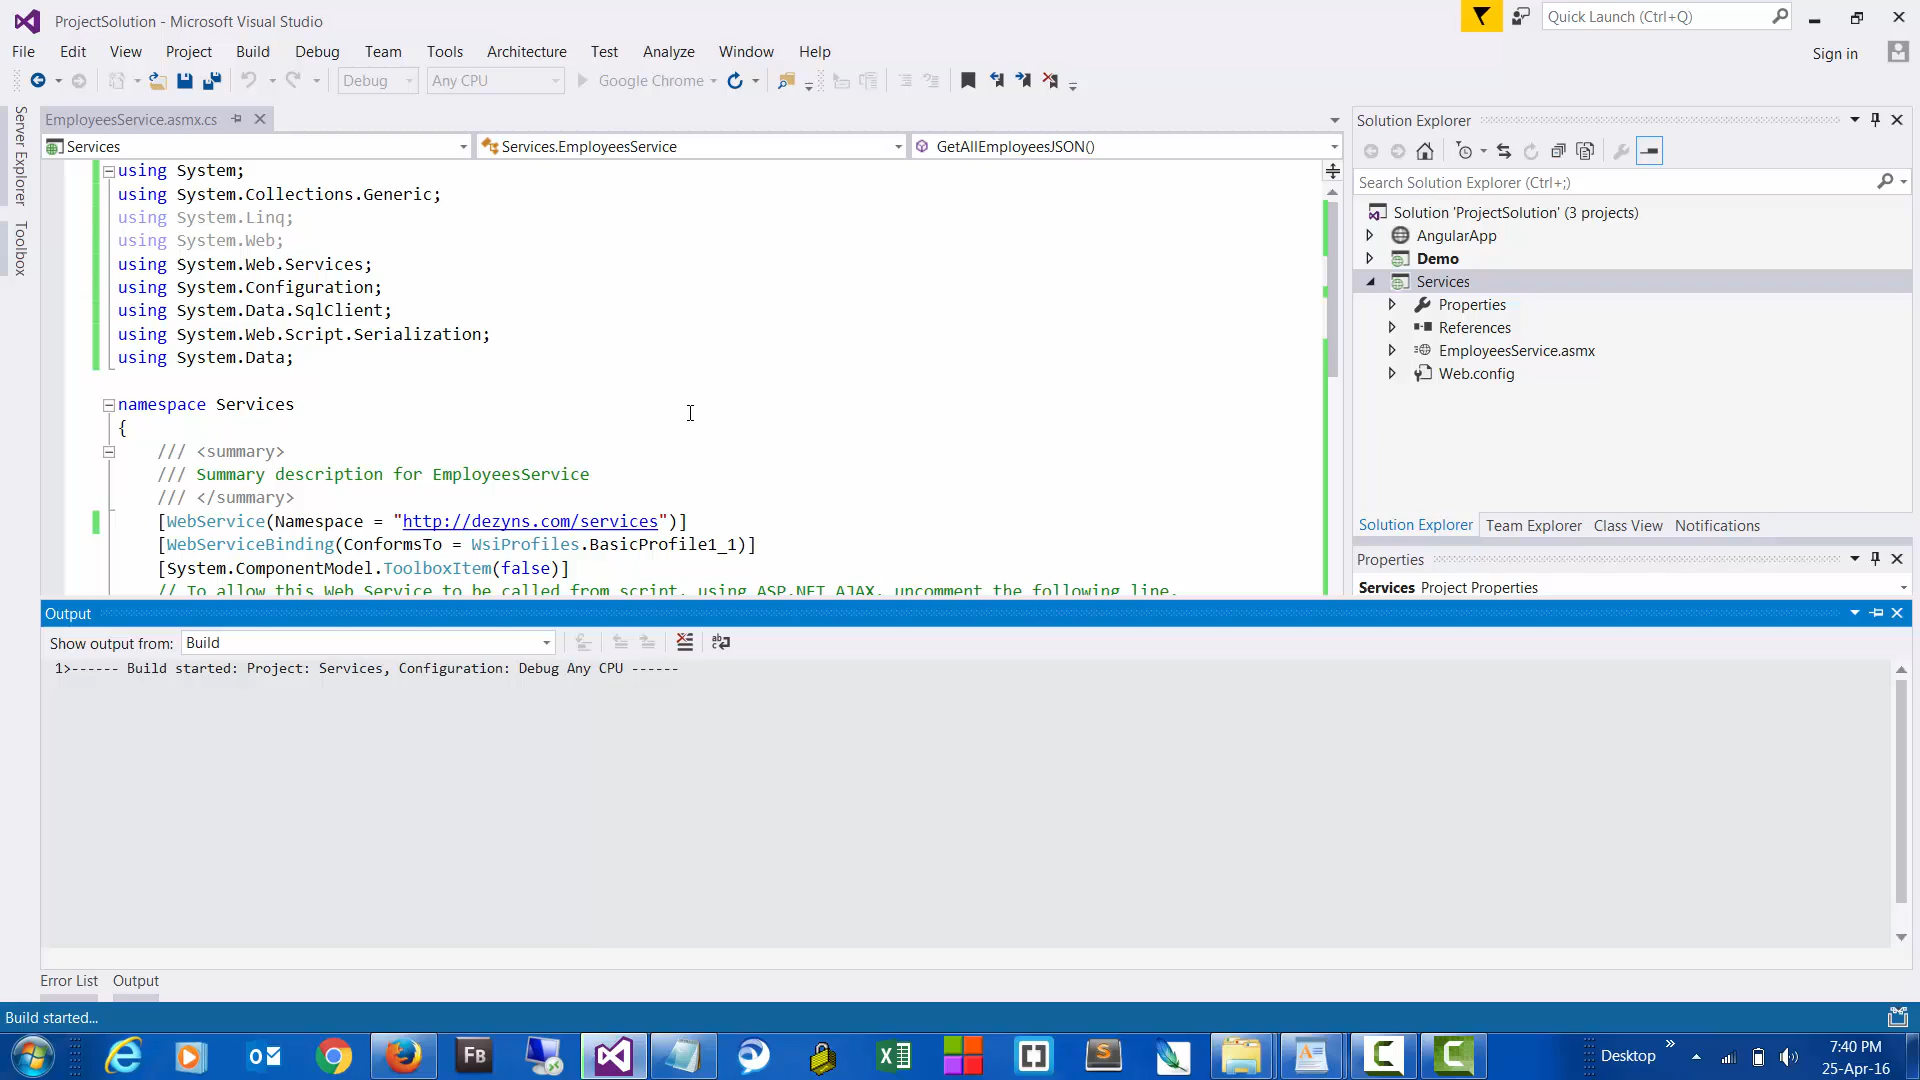 ProjectSolution - Microsoft Visual Studio
Quick Launch (Ctrl+Q)
File Edit View Project Build Debug Team Tools Architecture Test Analyze Window Help
Sign in
Debug Any CPU Google Chrome
Server Explorer
Toolbox
EmployeesService.asmx.cs
Services Services.EmployeesService GetAllEmployeesJSON()
using System;
using System.Collections.Generic;
using System.Linq;
using System.Web;
using System.Web.Services;
using System.Configuration;
using System.Data.SqlClient;
using System.Web.Script.Serialization;
using System.Data;
namespace Services
{
/// <summary>
/// Summary description for EmployeesService
/// </summary>
[WebService(Namespace = "http://dezyns.com/services")]
[WebServiceBinding(ConformsTo = WsiProfiles.BasicProfile1_1)]
[System.ComponentModel.ToolboxItem(false)]
// To allow this Web Service to be called from script, using ASP.NET AJAX, uncomment the following line.
Solution Explorer
Search Solution Explorer (Ctrl+;)
Solution 'ProjectSolution' (3 projects)
AngularApp
Demo
Services
Properties
References
EmployeesService.asmx
Web.config
Solution Explorer Team Explorer Class View Notifications
Properties
Services Project Properties
Output
Show output from: Build
1>------ Build started: Project: Services, Configuration: Debug Any CPU ------
Error List Output
Build started...
FB
Desktop
7:40 PM
25-Apr-16